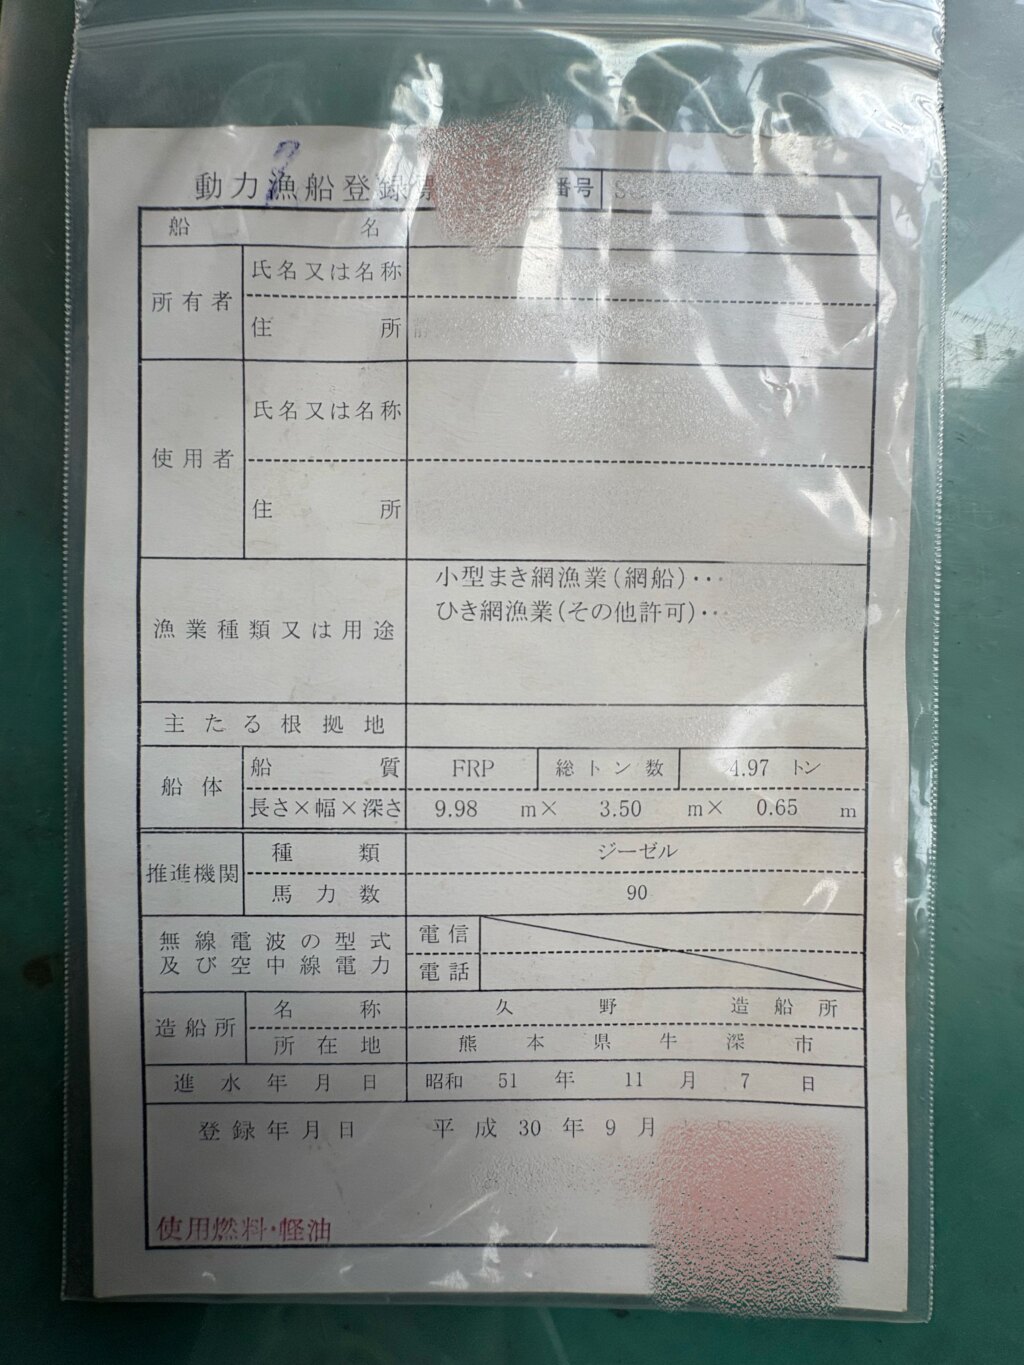 動力漁船登録票 番号 S
船名
所有者 氏名又は名称
住所
使用者 氏名又は名称
住所
漁業種類又は用途 小型まき網漁業(網船)･･･
ひき網漁業(その他許可)･･
主たる根拠地
船体 船質 FRP 総トン数 4.97 トン
長さ×幅×深さ 9.98 m× 3.50 m× 0.65 m
推進機関 種類 ジーゼル
馬力数 90
無線電波の型式 電信
及び空中線電力 電話
造船所 名称 久野造船所
所在地 熊本県牛深市
進水年月日 昭和 51 年 11 月 7 日
登録年月日 平成 30 年 9 月
使用燃料・軽油